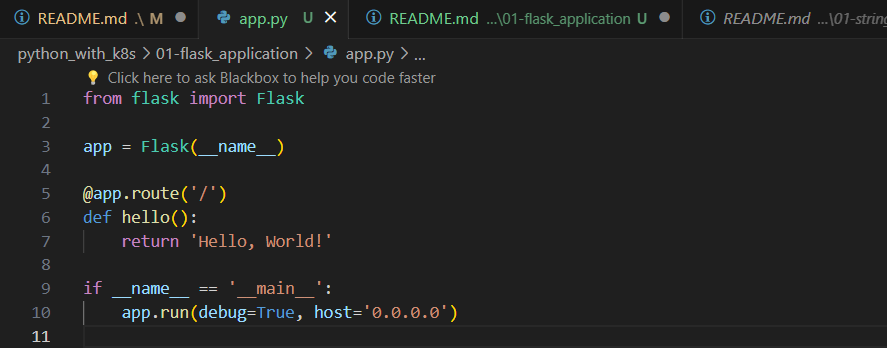 README.md .\ M app.py U README.md ...\01-flask_application U README.md ...\01-string
python_with_k8s > 01-flask_application > app.py > ...
Click here to ask Blackbox to help you code faster
1 from flask import Flask
2
3 app = Flask(__name__)
4
5 @app.route('/')
6 def hello():
7 return 'Hello, World!'
8
9 if __name__ == '__main__':
10 app.run(debug=True, host='0.0.0.0')
11